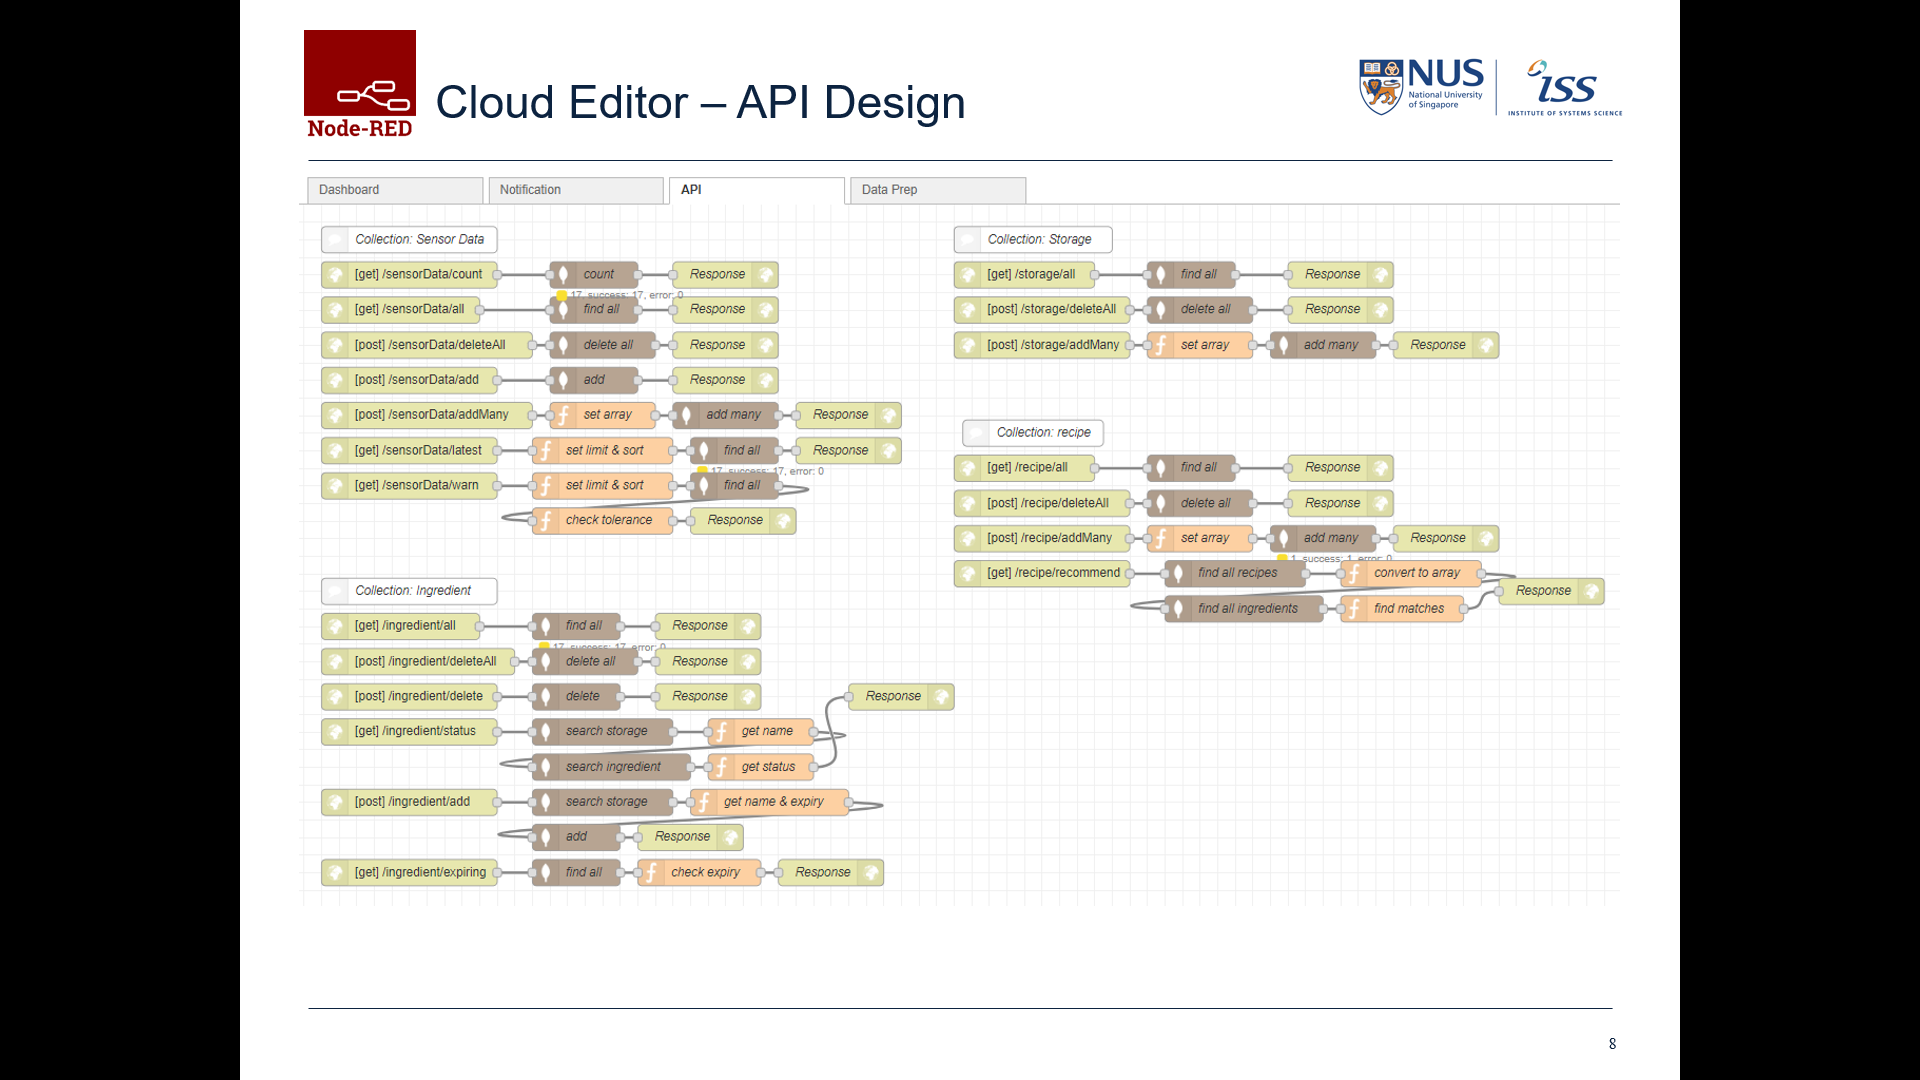 Node-RED
Cloud Editor – API Design
NUS
National University
of Singapore
iss
INSTITUTE OF SYSTEMS SCIENCE
Dashboard
Notification
API
Data Prep
Collection: Sensor Data
[get] /sensorData/count
count
Response
17, success: 17, error: 0
[get] /sensorData/all
find all
Response
[post] /sensorData/deleteAll
delete all
Response
[post] /sensorData/add
add
Response
[post] /sensorData/addMany
set array
add many
Response
[get] /sensorData/latest
set limit & sort
find all
Response
17, success: 17, error: 0
[get] /sensorData/warn
set limit & sort
find all
check tolerance
Response
Collection: Ingredient
[get] /ingredient/all
find all
Response
17, success: 17, error: 0
[post] /ingredient/deleteAll
delete all
Response
[post] /ingredient/delete
delete
Response
[get] /ingredient/status
search storage
get name
Response
search ingredient
get status
[post] /ingredient/add
search storage
get name & expiry
add
Response
[get] /ingredient/expiring
find all
check expiry
Response
Collection: Storage
[get] /storage/all
find all
Response
[post] /storage/deleteAll
delete all
Response
[post] /storage/addMany
set array
add many
Response
Collection: recipe
[get] /recipe/all
find all
Response
[post] /recipe/deleteAll
delete all
Response
[post] /recipe/addMany
set array
add many
Response
1, success: 1, error: 0
[get] /recipe/recommend
find all recipes
convert to array
Response
find all ingredients
find matches
8